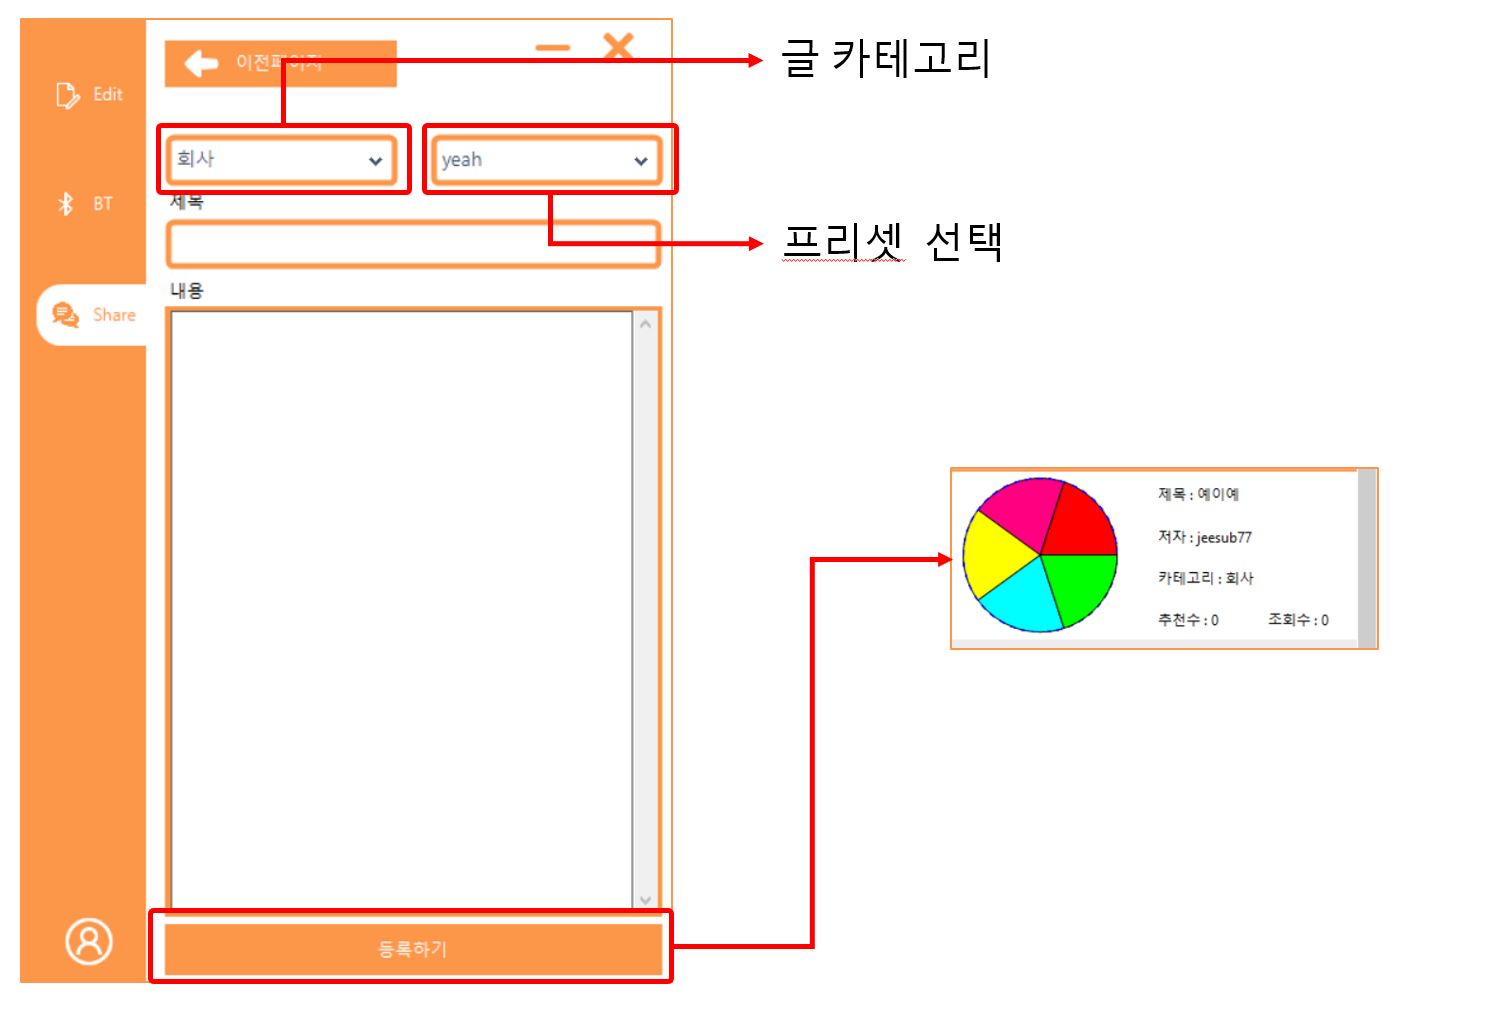 Edit
BT
Share
이전페이지
회사
yeah
제목
내용
등록하기
글 카테고리
프리셋 선택
제목 : 예이예
저자 : jeesub77
카테고리 : 회사
추천수 : 0 조회수 : 0